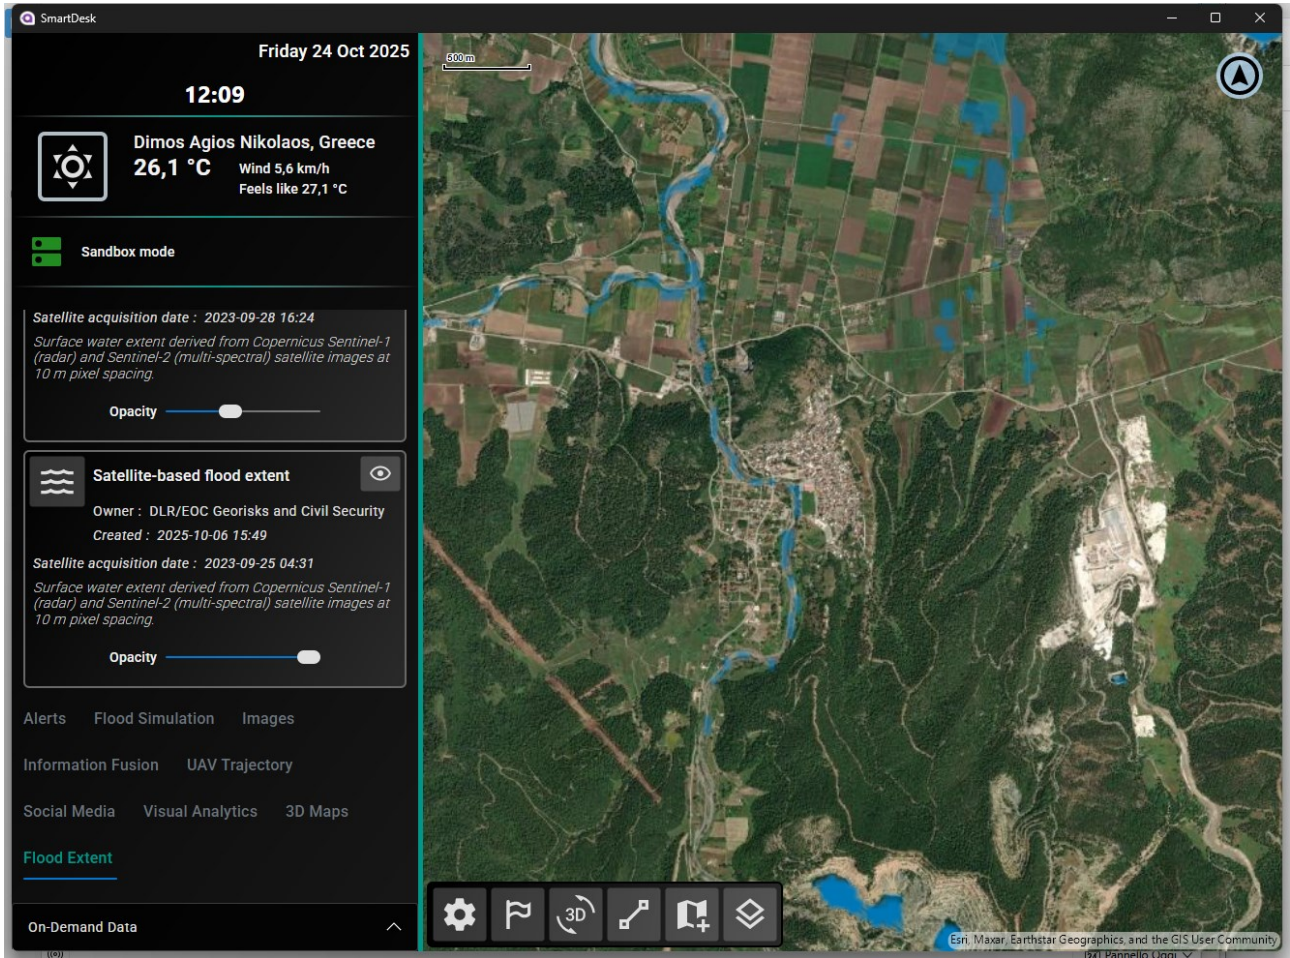 SmartDesk
Friday 24 Oct 2025
12:09
Dimos Agios Nikolaos, Greece
26,1 °C
Wind 5,6 km/h
Feels like 27,1 °C
Sandbox mode
Satellite acquisition date : 2023-09-28 16:24
Surface water extent derived from Copernicus Sentinel-1
(radar) and Sentinel-2 (multi-spectral) satellite images at
10 m pixel spacing.
Opacity
Satellite-based flood extent
Owner : DLR/EOC Georisks and Civil Security
Created : 2025-10-06 15:49
Satellite acquisition date : 2023-09-25 04:31
Surface water extent derived from Copernicus Sentinel-1
(radar) and Sentinel-2 (multi-spectral) satellite images at
10 m pixel spacing.
Opacity
Alerts Flood Simulation Images
Information Fusion UAV Trajectory
Social Media Visual Analytics 3D Maps
Flood Extent
On-Demand Data
500 m
3D
Esri, Maxar, Earthstar Geographics, and the GIS User Community
Pannello Oggi